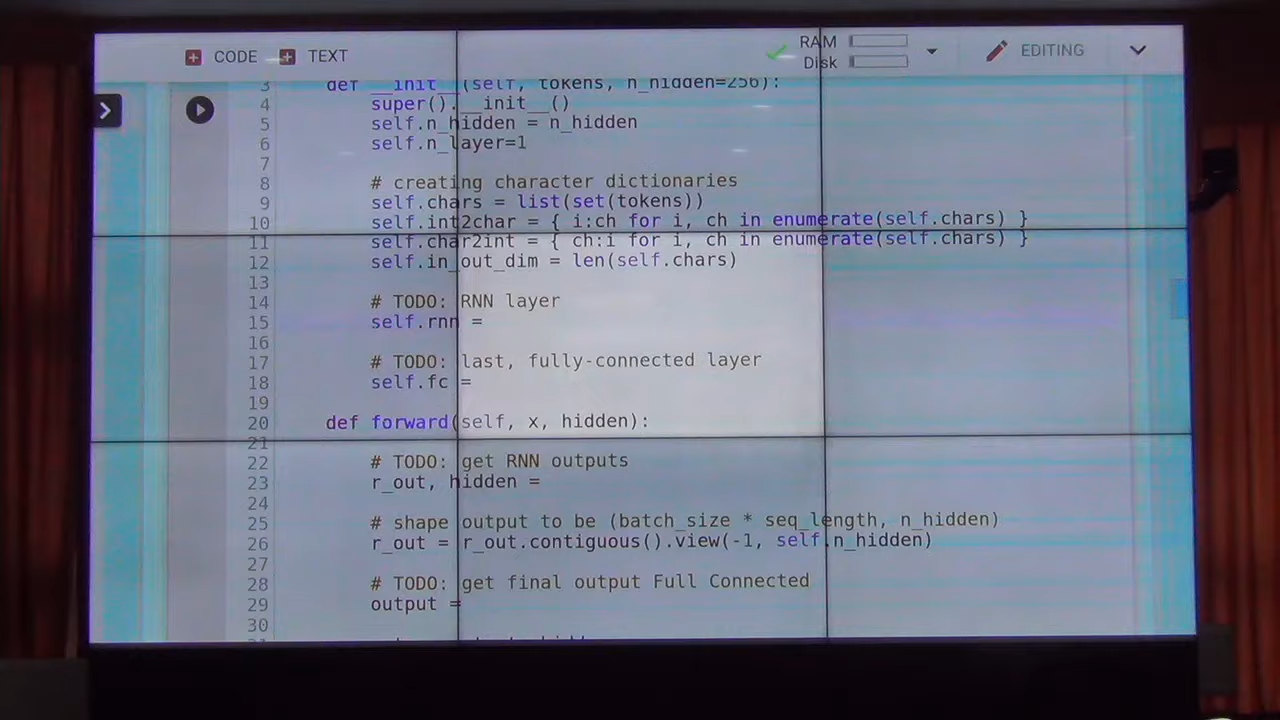 CODE TEXT RAM Disk EDITING
3 def __init__(self, tokens, n_hidden=256):
4 super().__init__()
5 self.n_hidden = n_hidden
6 self.n_layer=1
7
8 # creating character dictionaries
9 self.chars = list(set(tokens))
10 self.int2char = { i:ch for i, ch in enumerate(self.chars) }
11 self.char2int = { ch:i for i, ch in enumerate(self.chars) }
12 self.in_out_dim = len(self.chars)
13
14 # TODO: RNN layer
15 self.rnn =
16
17 # TODO: last, fully-connected layer
18 self.fc =
19
20 def forward(self, x, hidden):
21
22 # TODO: get RNN outputs
23 r_out, hidden =
24
25 # shape output to be (batch_size * seq_length, n_hidden)
26 r_out = r_out.contiguous().view(-1, self.n_hidden)
27
28 # TODO: get final output Full Connected
29 output =
30